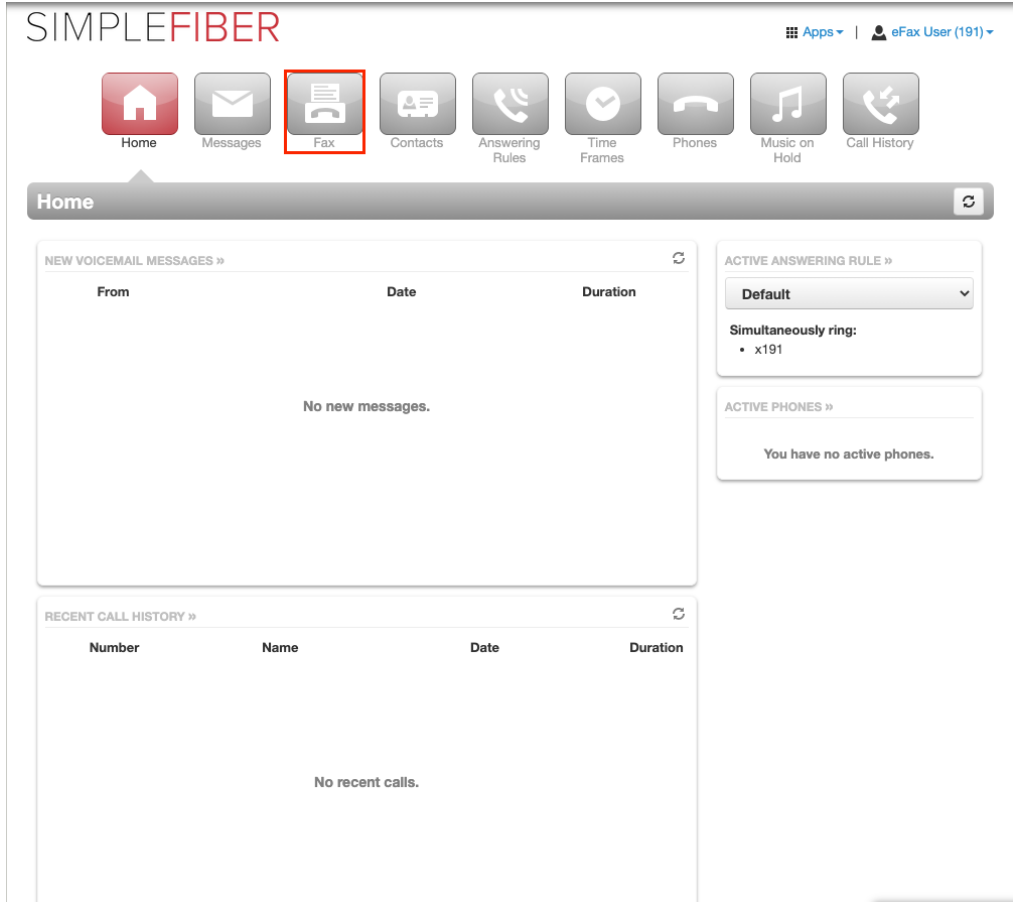 SIMPLEFIBER
Apps | eFax User (191)
Home
Messages
Fax
Contacts
Answering
Rules
Time
Frames
Phones
Music on
Hold
Call History
Home
NEW VOICEMAIL MESSAGES »
From Date Duration
No new messages.
ACTIVE ANSWERING RULE »
Default
Simultaneously ring:
• x191
ACTIVE PHONES »
You have no active phones.
RECENT CALL HISTORY »
Number Name Date Duration
No recent calls.